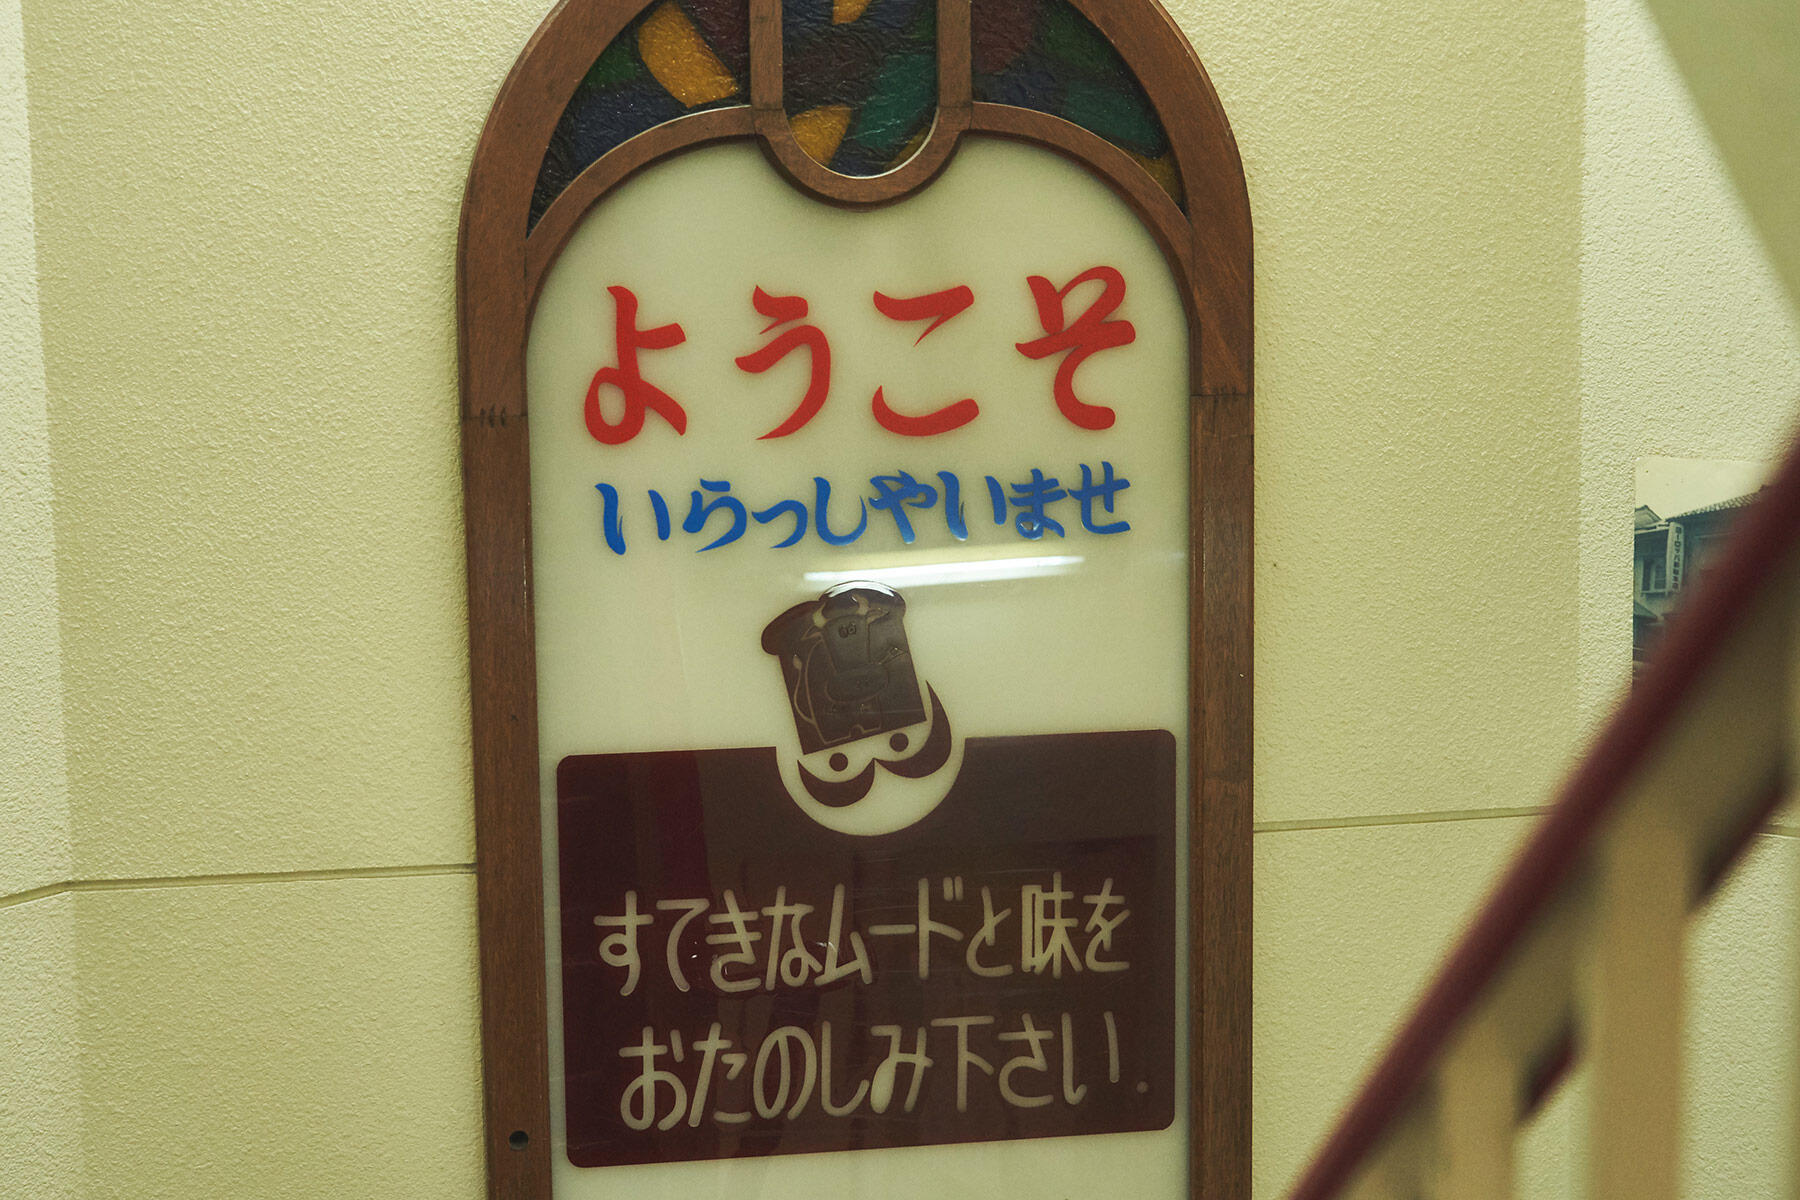 ようこそ
いらっしゃいませ
すてきなムードと味を
おたのしみ下さい.